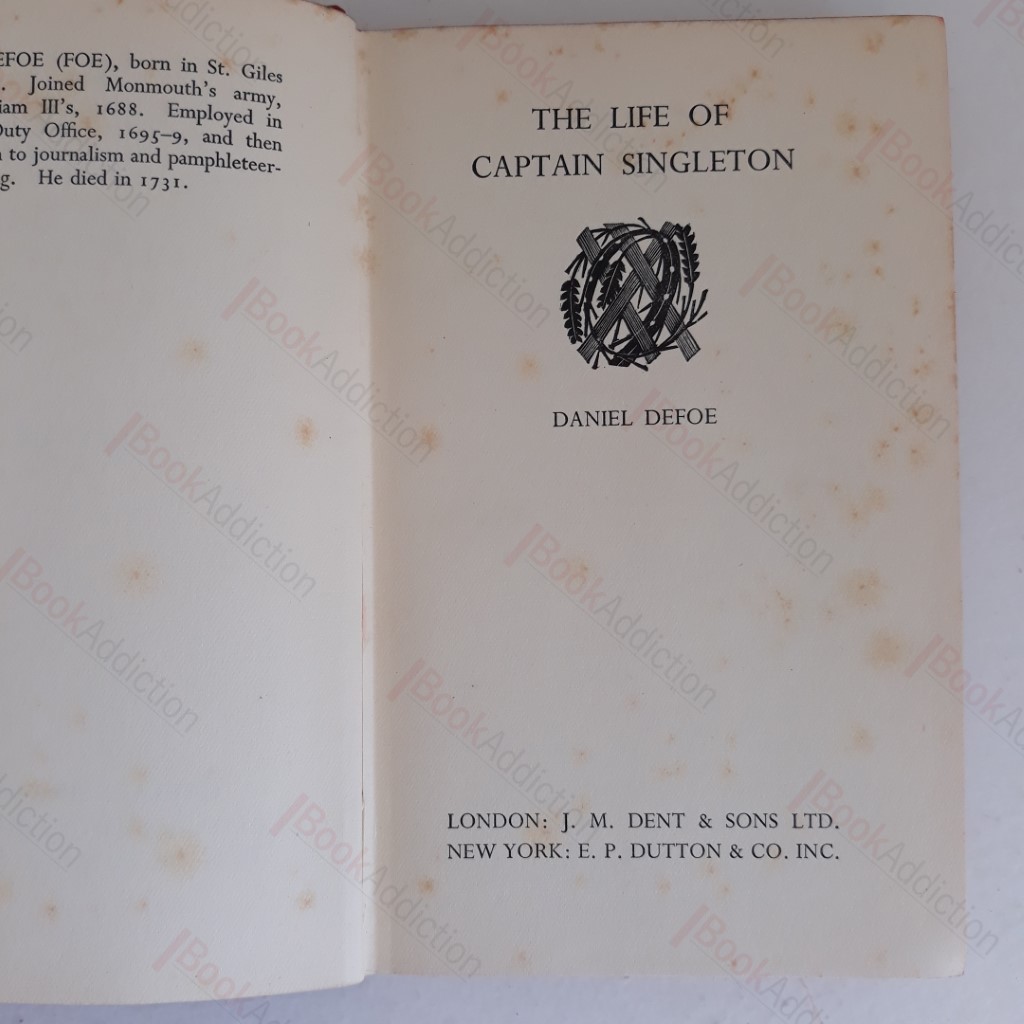 EFOE (FOE), born in St. Giles
. Joined Monmouth's army,
iam III's, 1688. Employed in
Duty Office, 1695–9, and then
to journalism and pamphleteer-
g. He died in 1731.
THE LIFE OF
CAPTAIN SINGLETON
DANIEL DEFOE
LONDON: J. M. DENT & SONS LTD.
NEW YORK: E. P. DUTTON & CO. INC.
BookAddiction